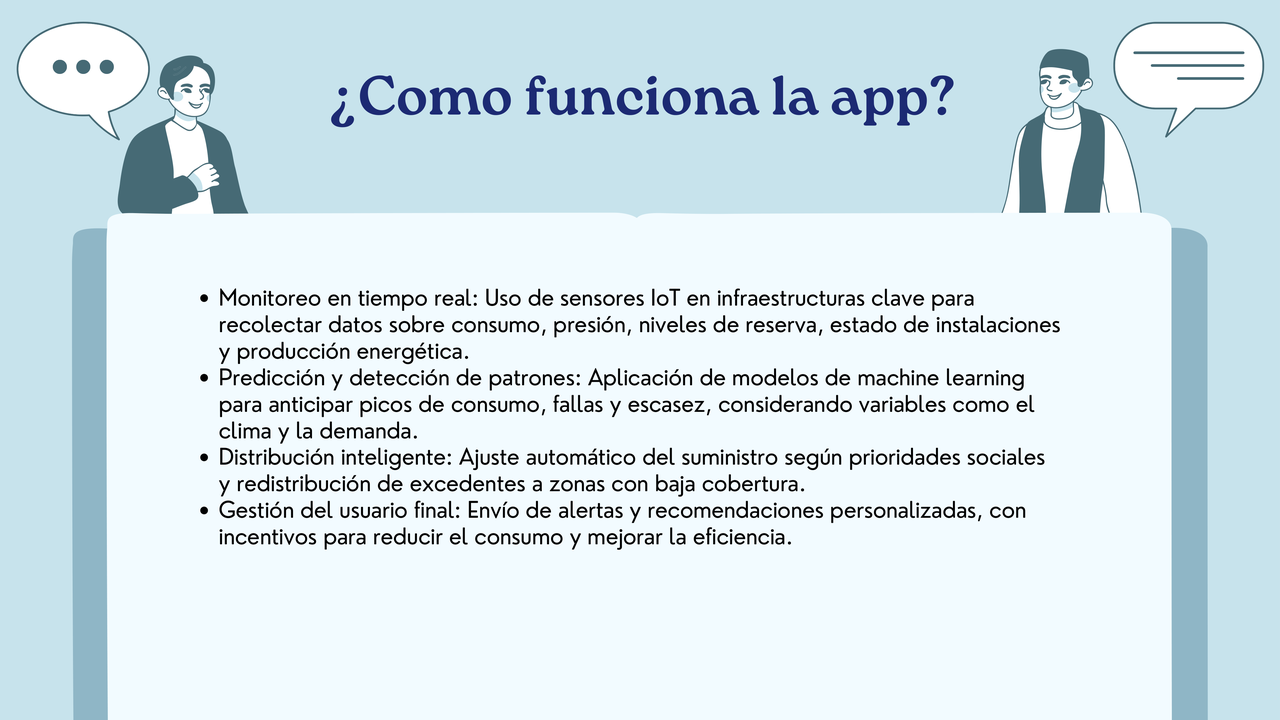 ¿Como funciona la app?
• Monitoreo en tiempo real: Uso de sensores IoT en infraestructuras clave para
recolectar datos sobre consumo, presión, niveles de reserva, estado de instalaciones
y producción energética.
• Predicción y detección de patrones: Aplicación de modelos de machine learning
para anticipar picos de consumo, fallas y escasez, considerando variables como el
clima y la demanda.
• Distribución inteligente: Ajuste automático del suministro según prioridades sociales
y redistribución de excedentes a zonas con baja cobertura.
• Gestión del usuario final: Envío de alertas y recomendaciones personalizadas, con
incentivos para reducir el consumo y mejorar la eficiencia.